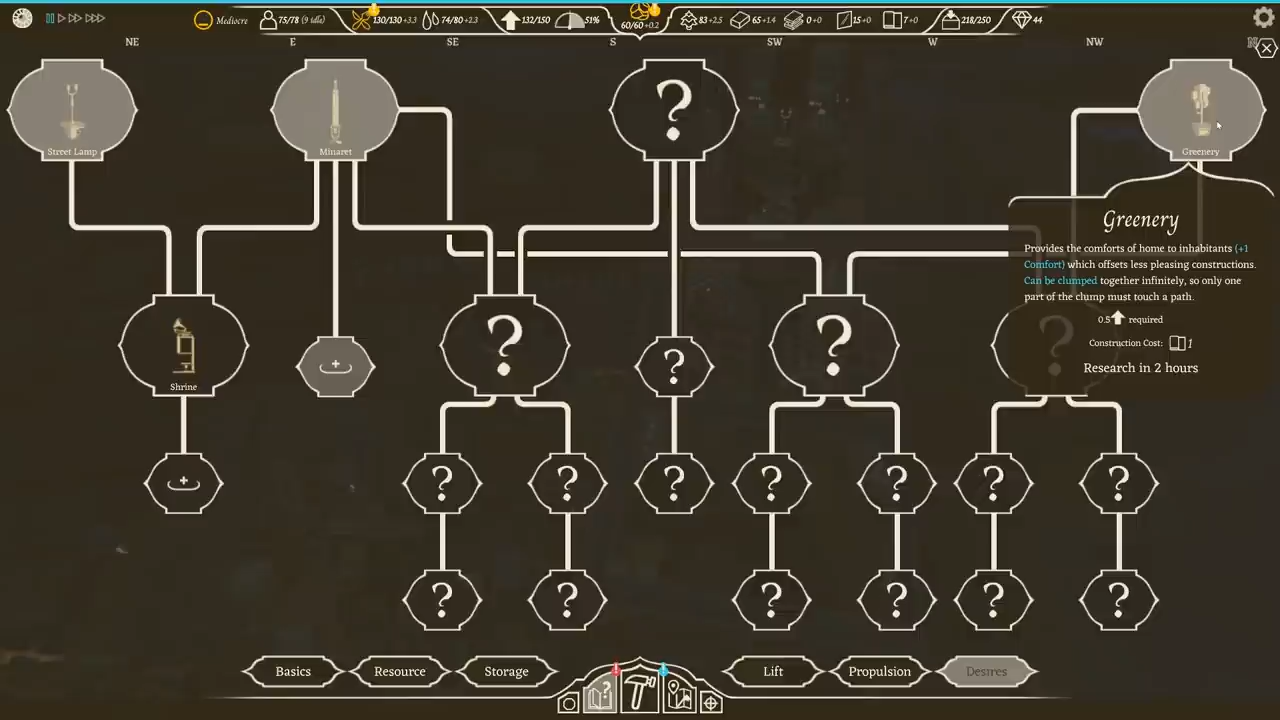 Mediocre
75/78 (9 idle)
130/130 +3.3
74/80 +2.3
132/150
51%
60/60 +0.2
83 +2.5
65 +1.4
0 +0
15 +0
7 +0
218/250
44
NE
E
SE
S
SW
W
NW
?
Street Lamp
Minaret
Greenery
Greenery
Provides the comforts of home to inhabitants (+1
Comfort) which offsets less pleasing constructions.
Can be clumped together infinitely, so only one
part of the clump must touch a path.
0.5 required
Construction Cost: 1
Research in 2 hours
Shrine
+
?
?
?
?
+
?
?
?
?
?
?
?
?
?
?
?
?
?
Basics
Resource
Storage
Lift
Propulsion
Desires